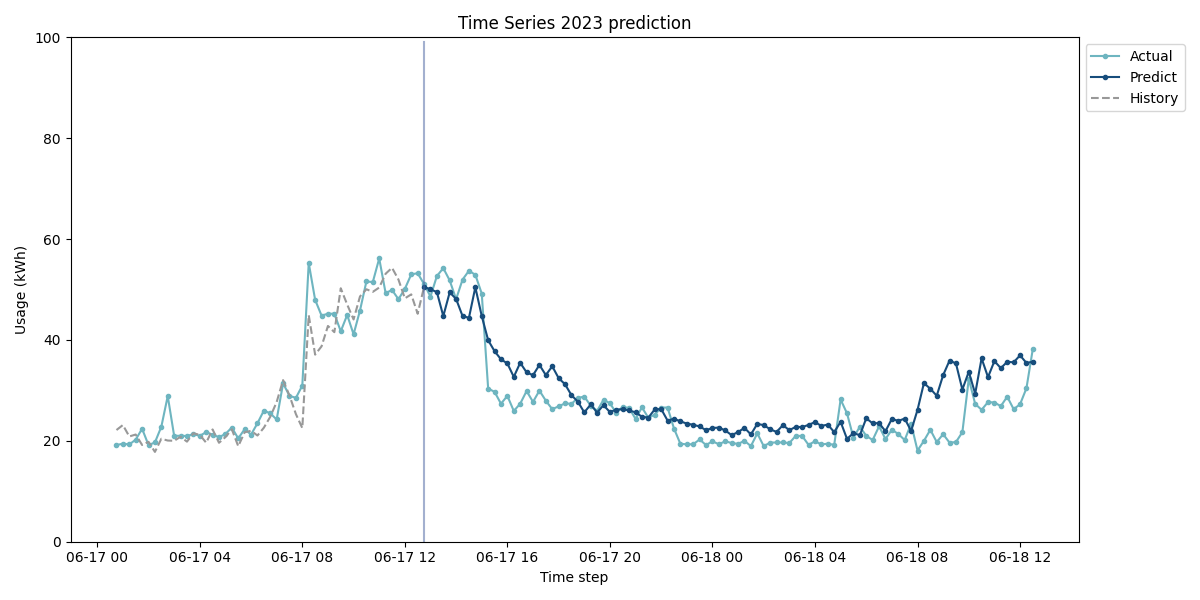 Time Series 2023 prediction
100
80
60
40
20
0
Usage (kWh)
06-17 00
06-17 04
06-17 08
06-17 12
06-17 16
06-17 20
06-18 00
06-18 04
06-18 08
06-18 12
Time step
Actual
Predict
History